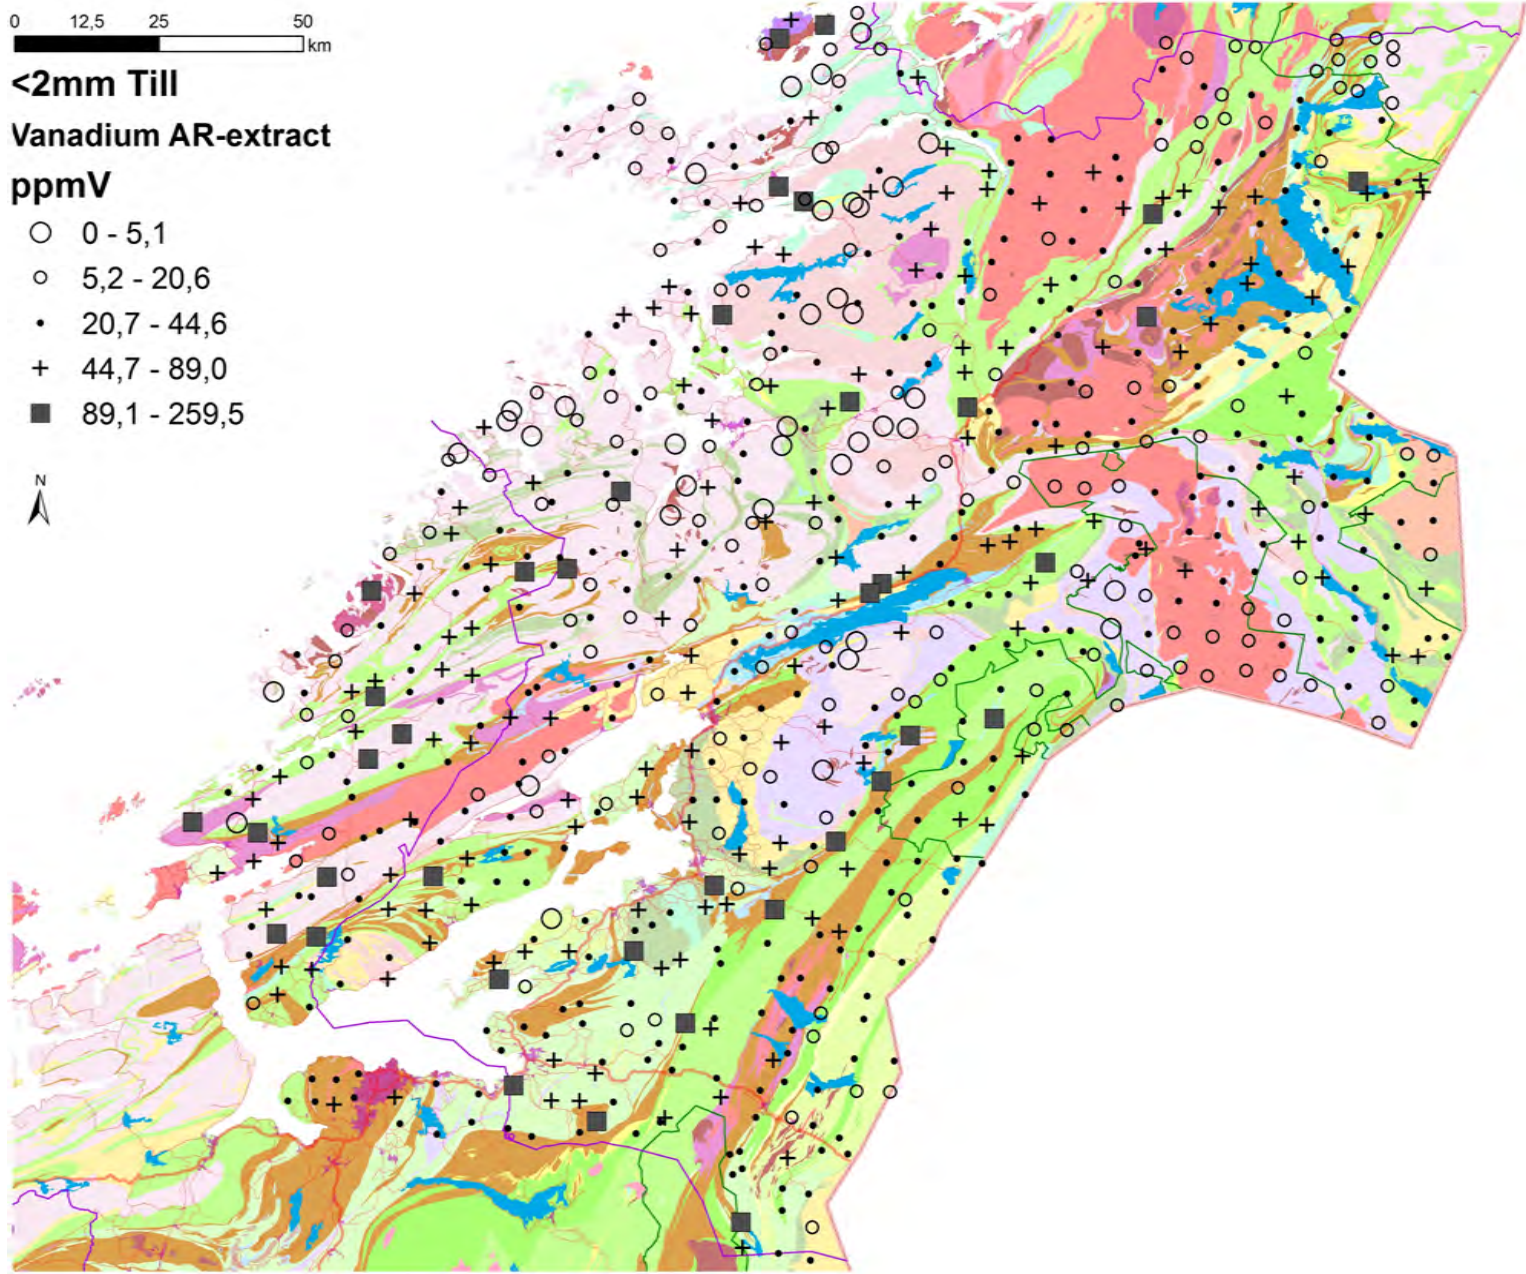 0 12,5 25 50
km
<2mm Till
Vanadium AR-extract
ppmV
0 - 5,1
5,2 - 20,6
20,7 - 44,6
44,7 - 89,0
89,1 - 259,5
N